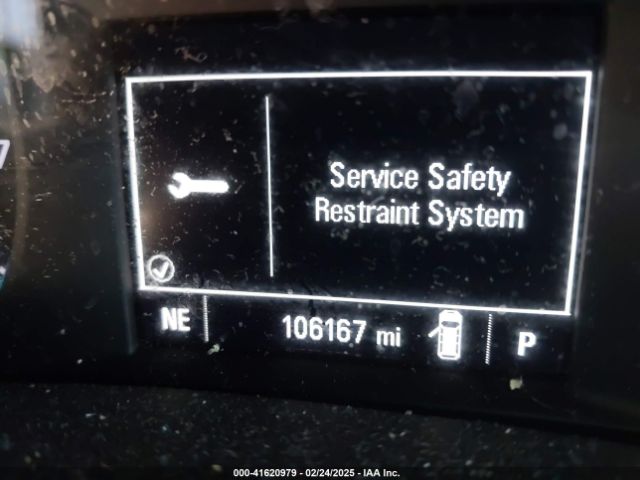 Service Safety
Restraint System
NE 106167 mi P
000-41620979 - 02/24/2025 - IAA Inc.